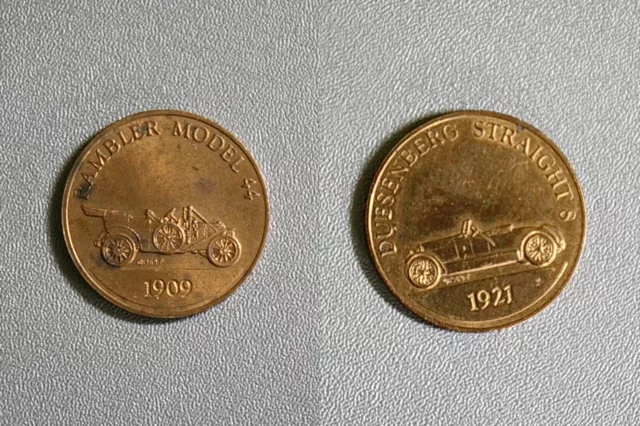 RAMBLER MODEL 44
1909
DUESENBERG STRAIGHT 8
1921